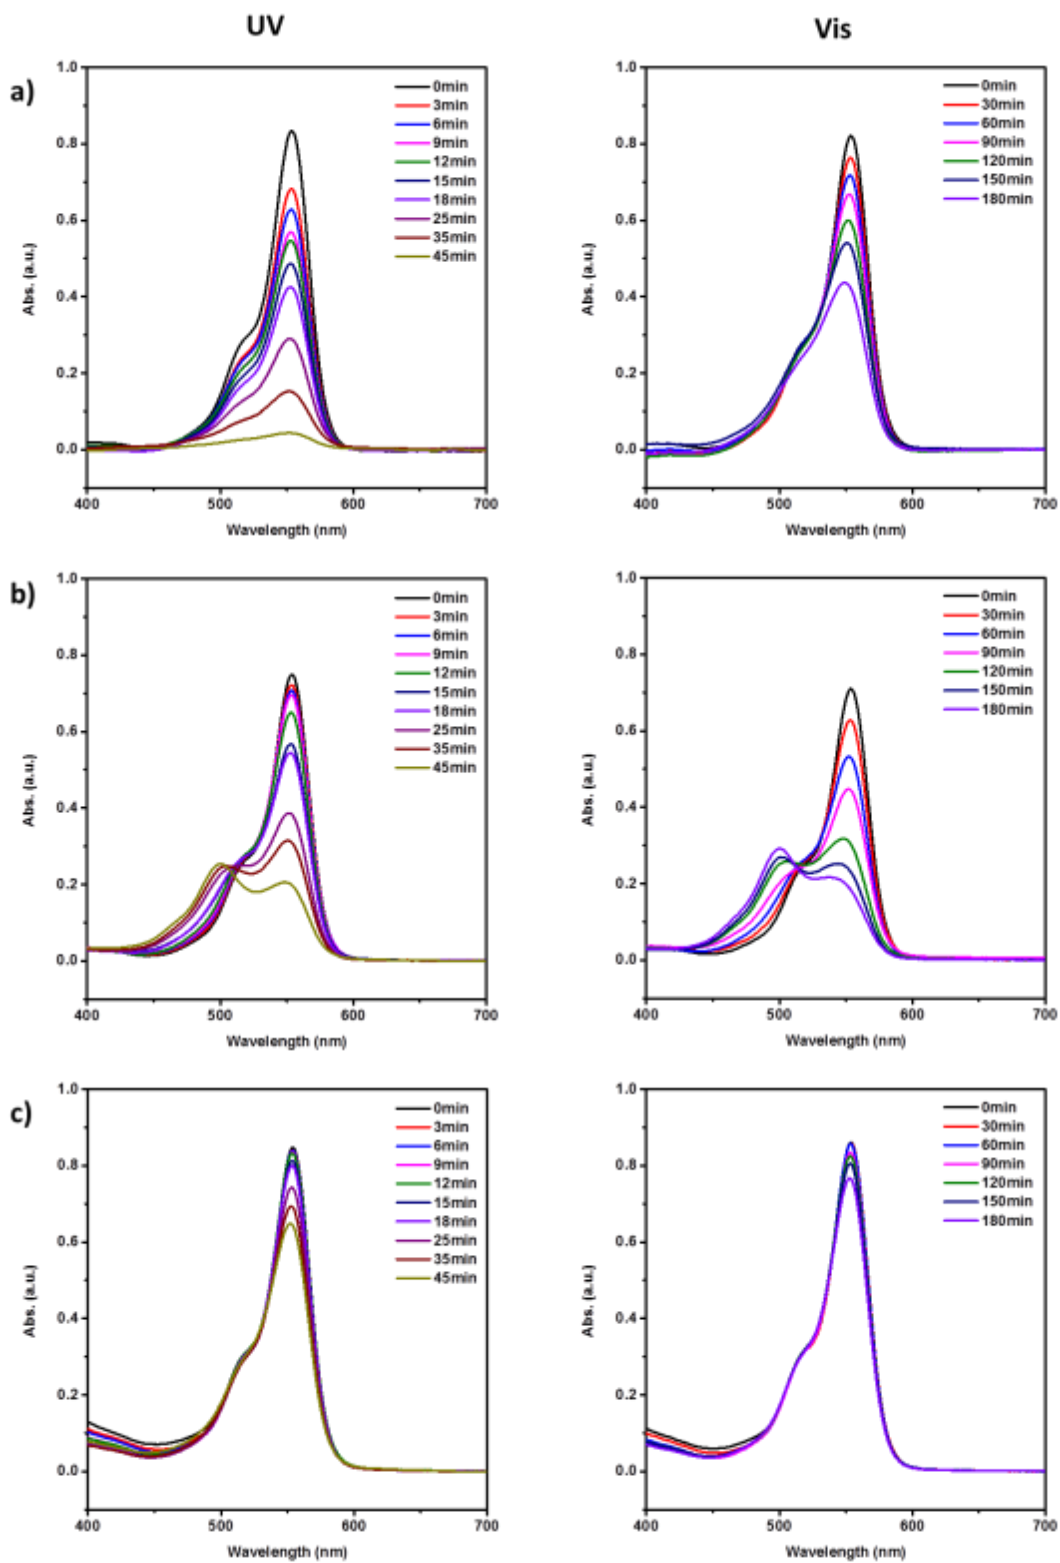 UV
Vis
a)
1.0
0.8
0.6
0.4
0.2
0.0
Abs. (a.u.)
400
500
600
700
Wavelength (nm)
0min
3min
6min
9min
12min
15min
18min
25min
35min
45min
1.0
0.8
0.6
0.4
0.2
0.0
Abs. (a.u.)
400
500
600
700
Wavelength (nm)
0min
30min
60min
90min
120min
150min
180min
b)
1.0
0.8
0.6
0.4
0.2
0.0
Abs. (a.u.)
400
500
600
700
Wavelength (nm)
0min
3min
6min
9min
12min
15min
18min
25min
35min
45min
1.0
0.8
0.6
0.4
0.2
0.0
Abs. (a.u.)
400
500
600
700
Wavelength (nm)
0min
30min
60min
90min
120min
150min
180min
c)
1.0
0.8
0.6
0.4
0.2
0.0
Abs. (a.u.)
400
500
600
700
Wavelength (nm)
0min
3min
6min
9min
12min
15min
18min
25min
35min
45min
1.0
0.8
0.6
0.4
0.2
0.0
Abs. (a.u.)
400
500
600
700
Wavelength (nm)
0min
30min
60min
90min
120min
150min
180min